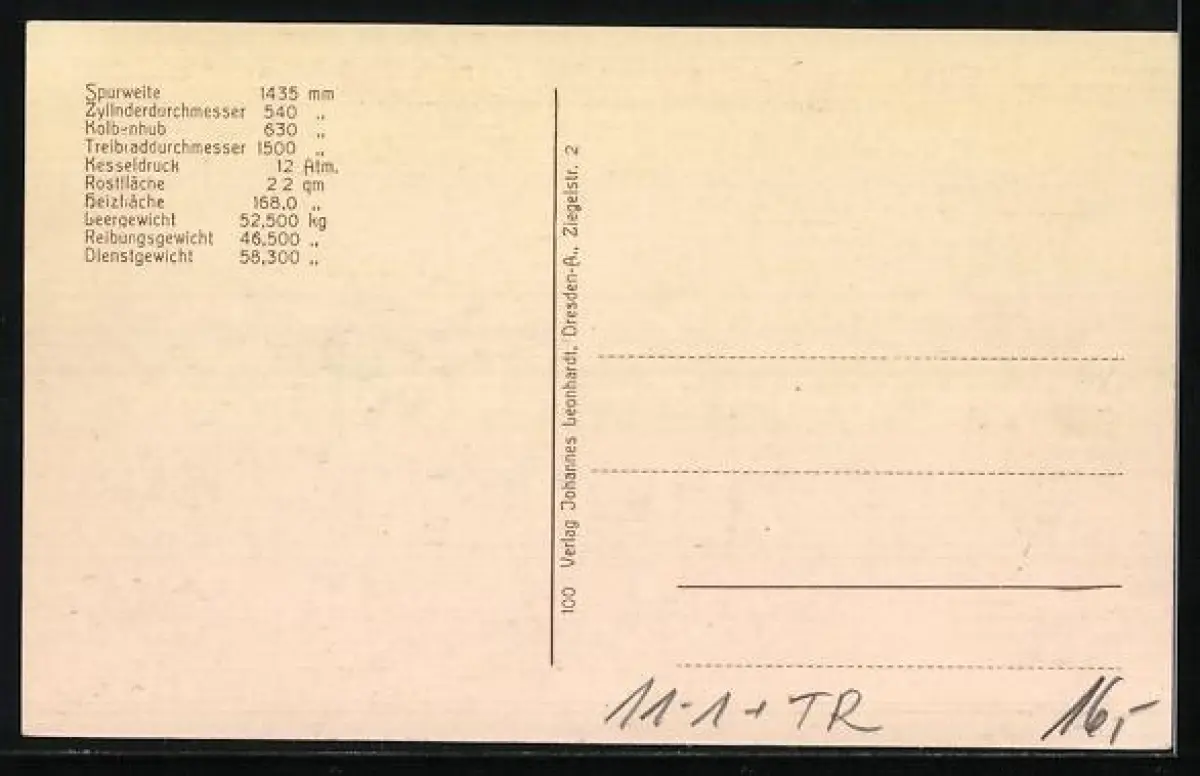 Spurweite 1435 mm
Zylinderdurchmesser 540 „
Kolbenhub 630 „
Treibraddurchmesser 1500 „
Kesseldruck 12 Atm.
Rostfläche 2 2 qm
Heizfläche 168,0 „
Leergewicht 52,500 kg
Reibungsgewicht 46,500 „
Dienstgewicht 58,300 „
100 Verlag Johannes Leonhardt, Dresden-A., Ziegelstr. 2
11-1 + TR
16,-